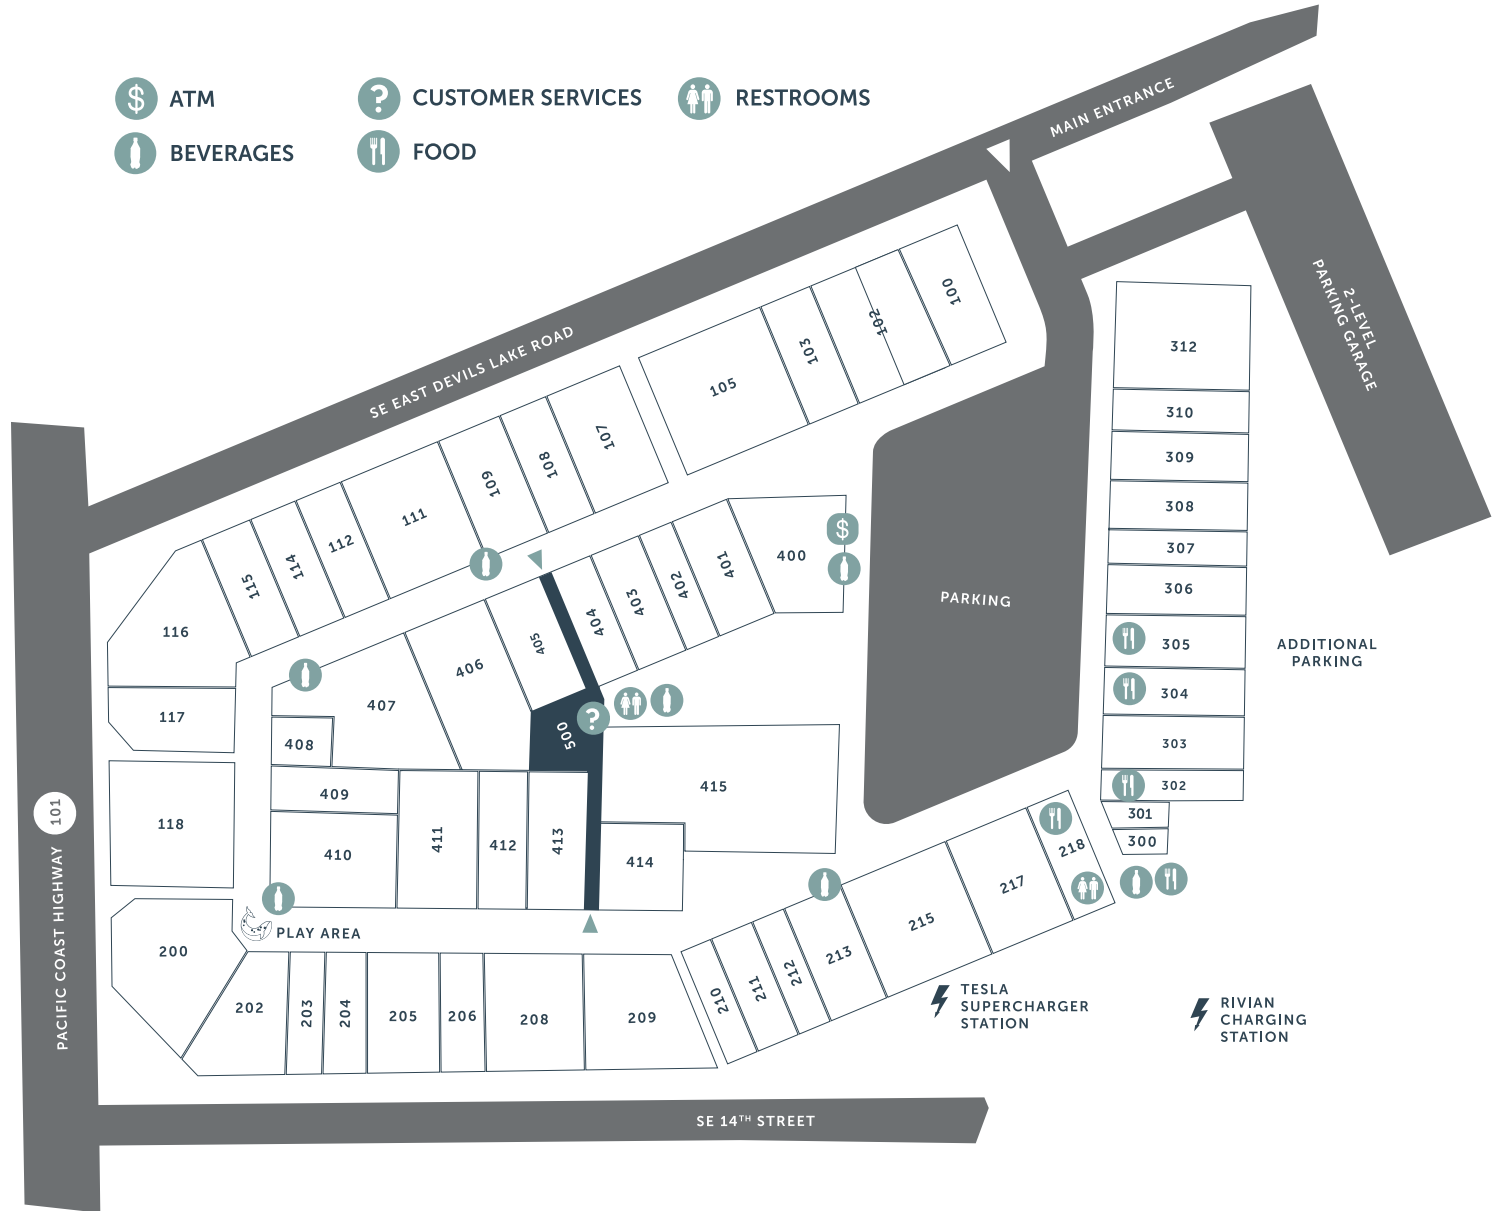 ATM
CUSTOMER SERVICES
RESTROOMS
BEVERAGES
FOOD
MAIN ENTRANCE
2-LEVEL
PARKING GARAGE
SE EAST DEVILS LAKE ROAD
100
102
103
105
107
108
109
111
112
114
115
116
117
118
312
310
309
308
307
306
305
304
303
302
301
300
ADDITIONAL
PARKING
PARKING
$
400
401
402
403
404
405
406
407
408
409
410
411
412
413
414
415
500
?
PLAY AREA
PACIFIC COAST HIGHWAY 101
200
202
203
204
205
206
208
209
210
211
212
213
215
217
218
TESLA
SUPERCHARGER
STATION
RIVIAN
CHARGING
STATION
SE 14TH STREET